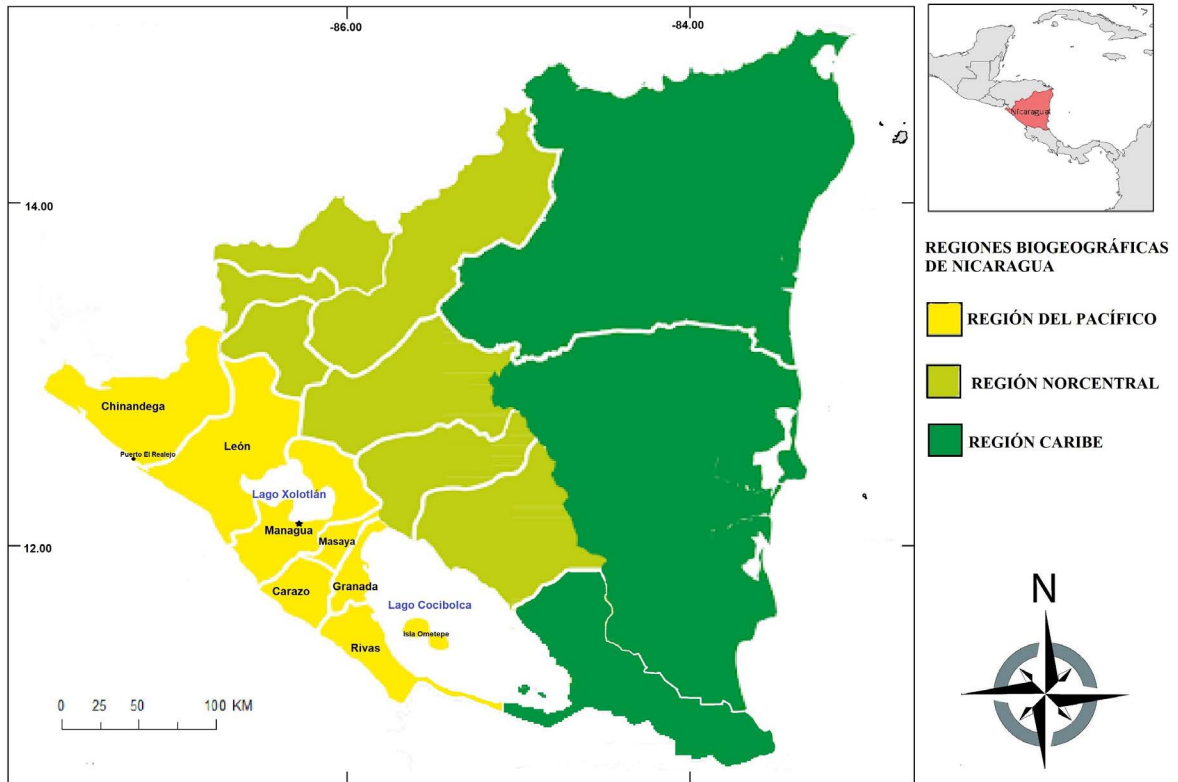 -86.00
-84.00
14.00
12.00
Chinandega
Puerto El Realejo
León
Lago Xolotlán
Managua
Masaya
Carazo
Granada
Lago Cocibolca
Isla Ometepe
Rivas
0 25 50 100 KM
Nicaragua
REGIONES BIOGEOGRÁFICAS
DE NICARAGUA
REGIÓN DEL PACÍFICO
REGIÓN NORCENTRAL
REGIÓN CARIBE
N